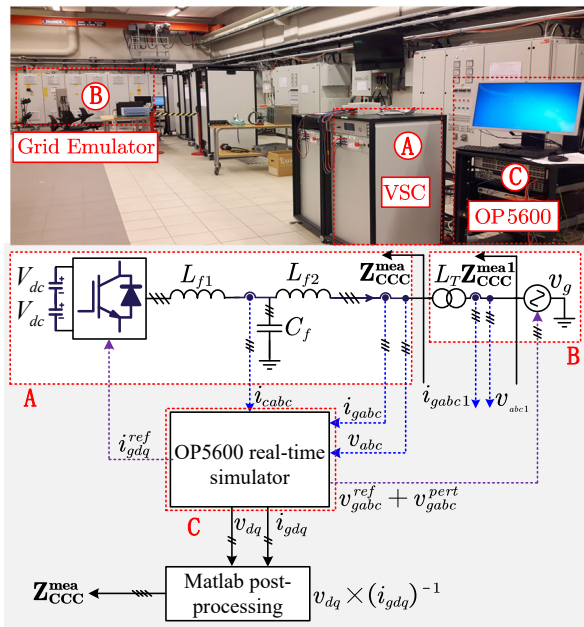 B
Grid Emulator
A
VSC
C
OP5600
V_dc
V_dc
L_f1
L_f2
C_f
Z_CCC^mea
L_T
Z_CCC^mea1
v_g
A
B
i_cabc
i_gabc
v_abc
i_gabc1
v_abc1
i_gdq^ref
OP5600 real-time
simulator
v_gabc^ref + v_gabc^pert
C
v_dq
i_gdq
Z_CCC^mea
Matlab post-
processing
v_dq × (i_gdq)^-1